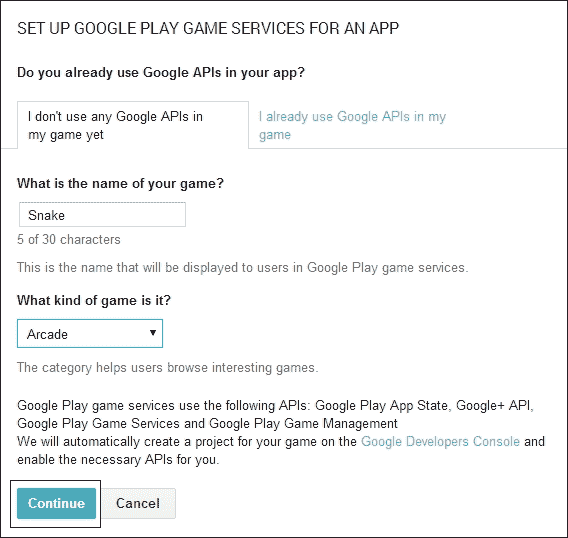 SET UP GOOGLE PLAY GAME SERVICES FOR AN APP
Do you already use Google APIs in your app?
I don't use any Google APIs in
my game yet
I already use Google APIs in my
game
What is the name of your game?
Snake
5 of 30 characters
This is the name that will be displayed to users in Google Play game services.
What kind of game is it?
Arcade
The category helps users browse interesting games.
Google Play game services use the following APIs: Google Play App State, Google+ API,
Google Play Game Services and Google Play Game Management
We will automatically create a project for your game on the Google Developers Console and
enable the necessary APIs for you.
Continue
Cancel